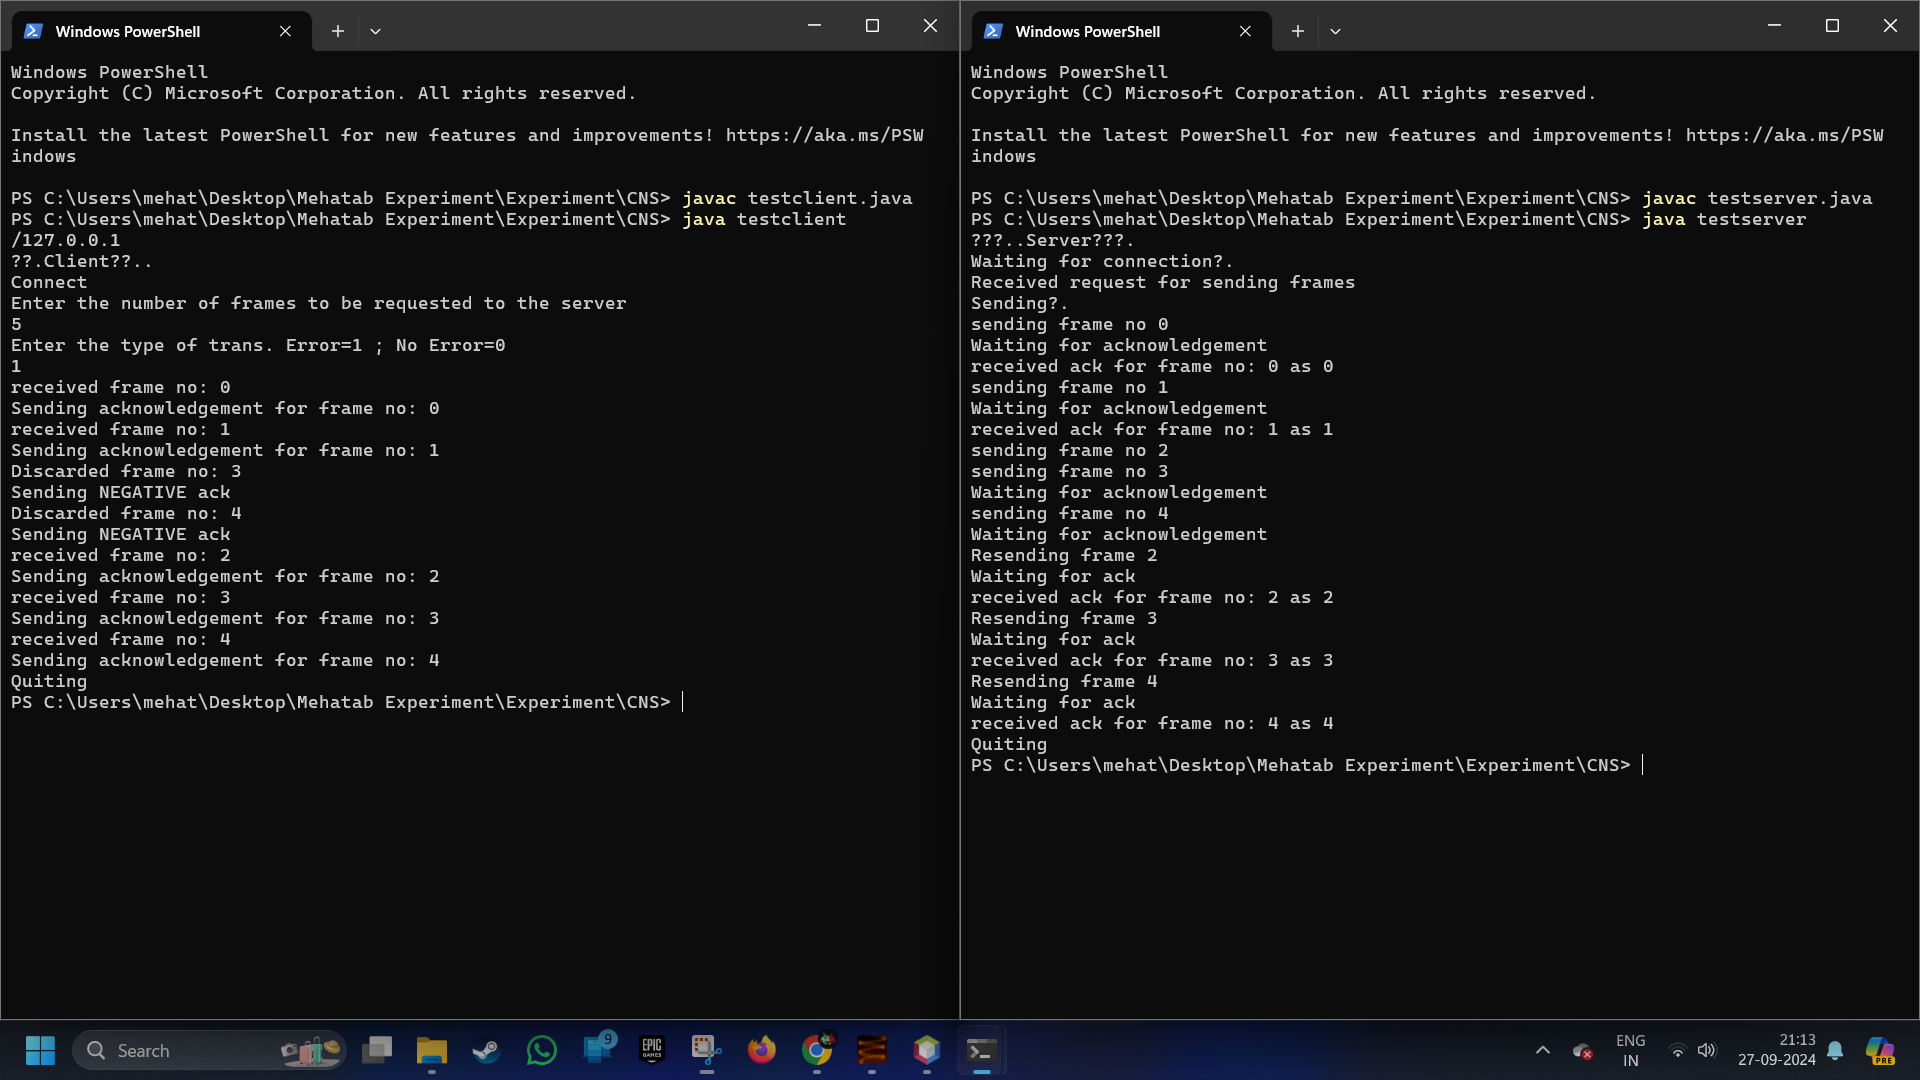 Windows PowerShell
Windows PowerShell
Copyright (C) Microsoft Corporation. All rights reserved.
Install the latest PowerShell for new features and improvements! https://aka.ms/PSW
indows
PS C:\Users\mehat\Desktop\Mehatab Experiment\Experiment\CNS> javac testclient.java
PS C:\Users\mehat\Desktop\Mehatab Experiment\Experiment\CNS> java testclient
/127.0.0.1
??.Client??..
Connect
Enter the number of frames to be requested to the server
5
Enter the type of trans. Error=1 ; No Error=0
1
received frame no: 0
Sending acknowledgement for frame no: 0
received frame no: 1
Sending acknowledgement for frame no: 1
Discarded frame no: 3
Sending NEGATIVE ack
Discarded frame no: 4
Sending NEGATIVE ack
received frame no: 2
Sending acknowledgement for frame no: 2
received frame no: 3
Sending acknowledgement for frame no: 3
received frame no: 4
Sending acknowledgement for frame no: 4
Quiting
PS C:\Users\mehat\Desktop\Mehatab Experiment\Experiment\CNS>
Windows PowerShell
Windows PowerShell
Copyright (C) Microsoft Corporation. All rights reserved.
Install the latest PowerShell for new features and improvements! https://aka.ms/PSW
indows
PS C:\Users\mehat\Desktop\Mehatab Experiment\Experiment\CNS> javac testserver.java
PS C:\Users\mehat\Desktop\Mehatab Experiment\Experiment\CNS> java testserver
???..Server???.
Waiting for connection?.
Received request for sending frames
Sending?.
sending frame no 0
Waiting for acknowledgement
received ack for frame no: 0 as 0
sending frame no 1
Waiting for acknowledgement
received ack for frame no: 1 as 1
sending frame no 2
sending frame no 3
Waiting for acknowledgement
sending frame no 4
Waiting for acknowledgement
Resending frame 2
Waiting for ack
received ack for frame no: 2 as 2
Resending frame 3
Waiting for ack
received ack for frame no: 3 as 3
Resending frame 4
Waiting for ack
received ack for frame no: 4 as 4
Quiting
PS C:\Users\mehat\Desktop\Mehatab Experiment\Experiment\CNS>
Search
9
EPIC
GAMES
ENG
IN
21:13
27-09-2024
PRE